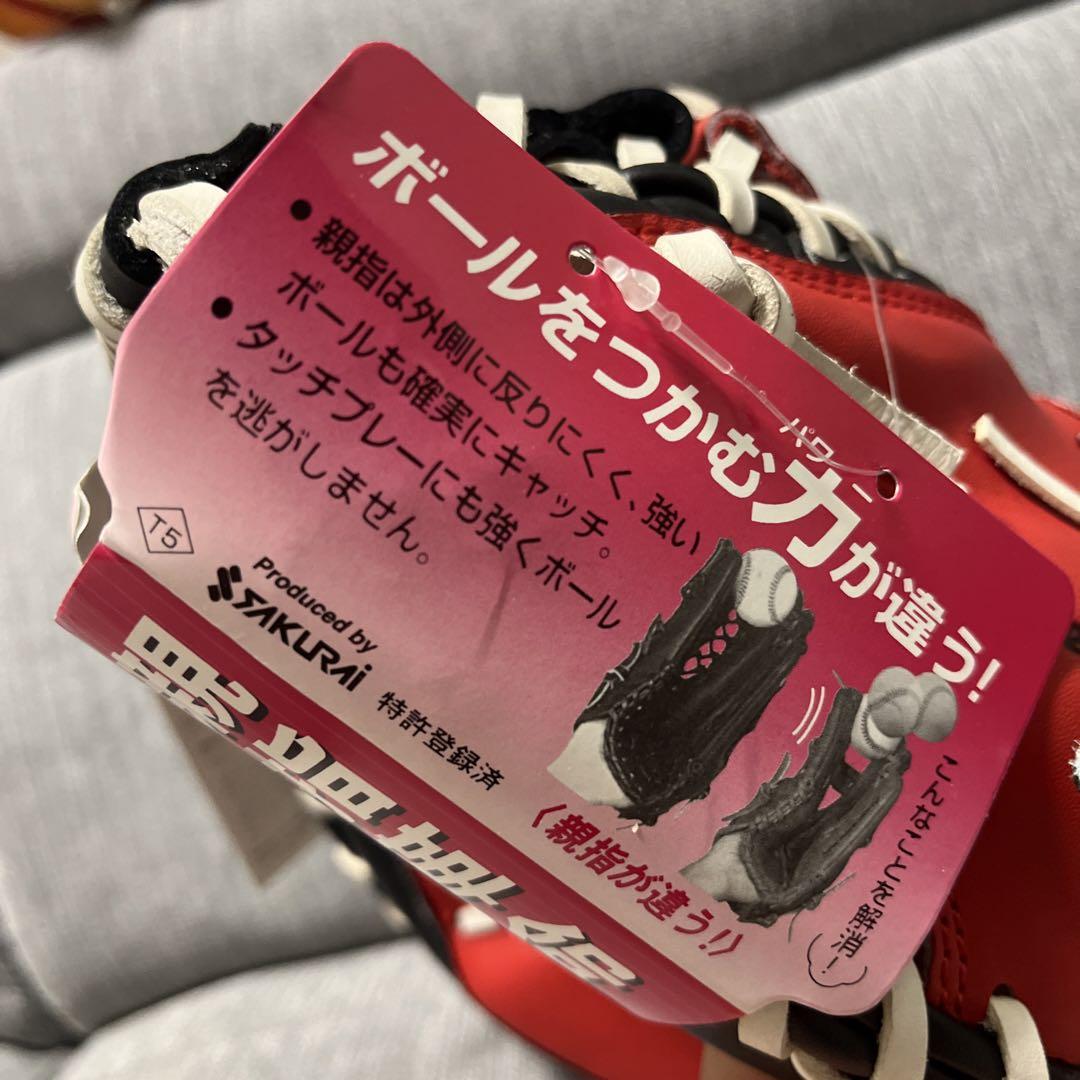 ボールをつかむ力が違う!
パワー
● 親指は外側に反りにくく、強い
ボールも確実にキャッチ。
● タッチプレーにも強くボール
を逃がしません。
T5
Produced by
SAKURAi
特許登録済
〈親指が違う!〉
こんなことを解消!